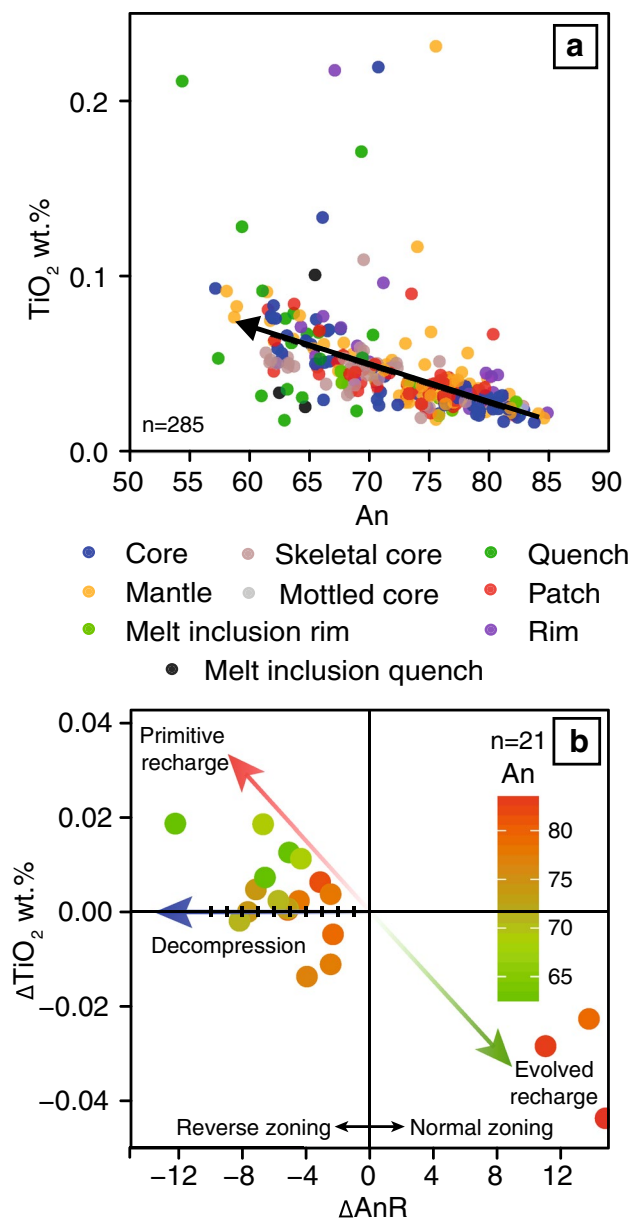 a
0.2
0.1
0.0
TiO₂ wt.%
n=285
50 55 60 65 70 75 80 85 90
An
Core Skeletal core Quench
Mantle Mottled core Patch
Melt inclusion rim Rim
Melt inclusion quench
b
0.04
0.02
0.00
−0.02
−0.04
ΔTiO₂ wt.%
Primitive
recharge
n=21
An
80
75
70
65
Decompression
Evolved
recharge
Reverse zoning Normal zoning
−12 −8 −4 0 4 8 12
ΔAnR